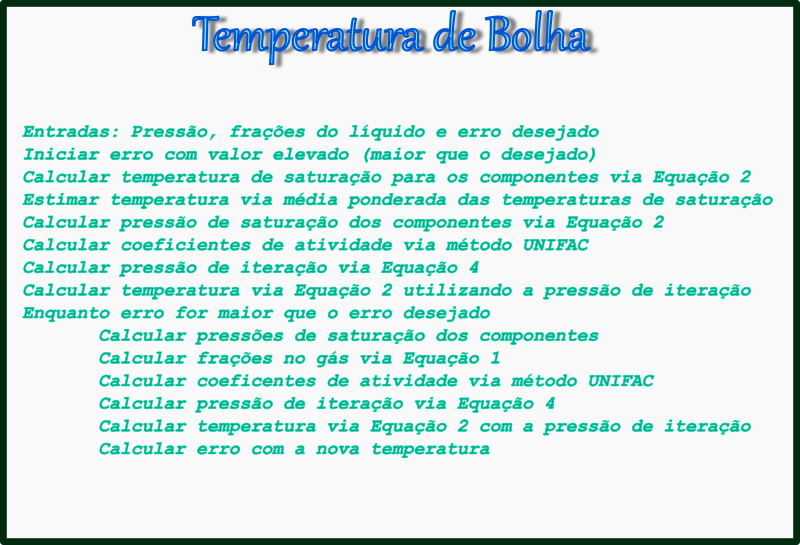 Temperatura de Bolha
Entradas: Pressão, frações do líquido e erro desejado
Iniciar erro com valor elevado (maior que o desejado)
Calcular temperatura de saturação para os componentes via Equação 2
Estimar temperatura via média ponderada das temperaturas de saturação
Calcular pressão de saturação dos componentes via Equação 2
Calcular coeficientes de atividade via método UNIFAC
Calcular pressão de iteração via Equação 4
Calcular temperatura via Equação 2 utilizando a pressão de iteração
Enquanto erro for maior que o erro desejado
Calcular pressões de saturação dos componentes
Calcular frações no gás via Equação 1
Calcular coeficentes de atividade via método UNIFAC
Calcular pressão de iteração via Equação 4
Calcular temperatura via Equação 2 com a pressão de iteração
Calcular erro com a nova temperatura